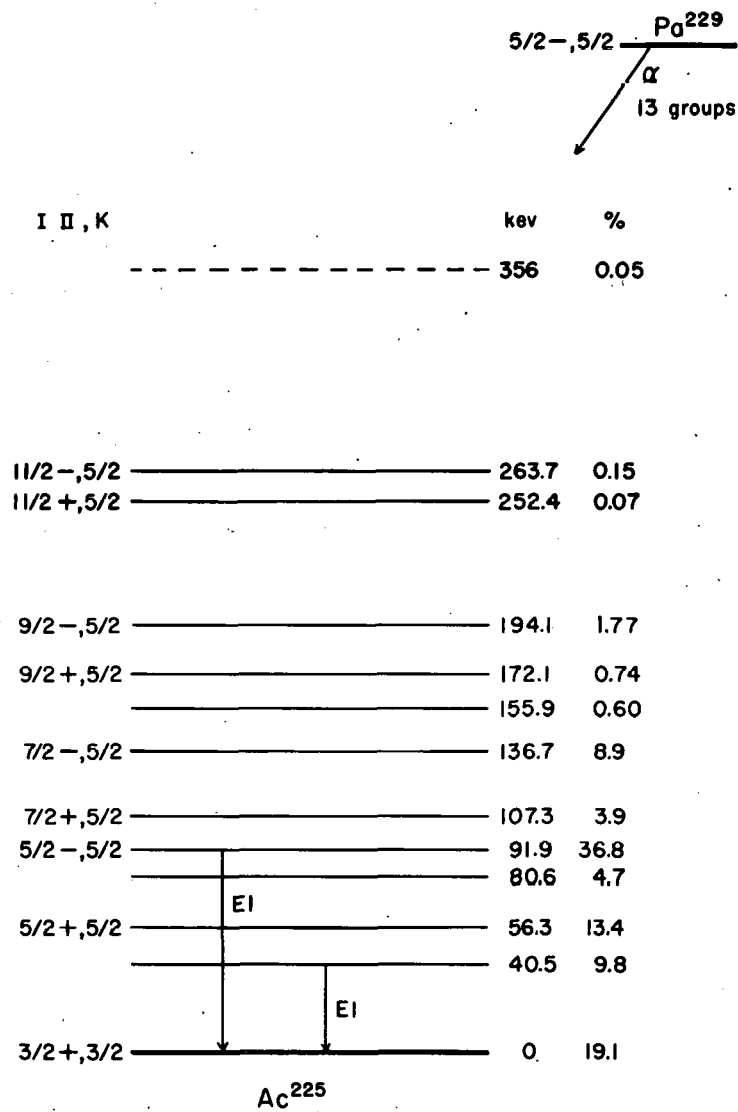 Pa229
5/2−,5/2
α
13 groups
I Π,K kev %
356 0.05
11/2−,5/2 263.7 0.15
11/2+,5/2 252.4 0.07
9/2−,5/2 194.1 1.77
9/2+,5/2 172.1 0.74
155.9 0.60
7/2−,5/2 136.7 8.9
7/2+,5/2 107.3 3.9
5/2−,5/2 91.9 36.8
80.6 4.7
E1
5/2+,5/2 56.3 13.4
40.5 9.8
E1
3/2+,3/2 0 19.1
Ac225